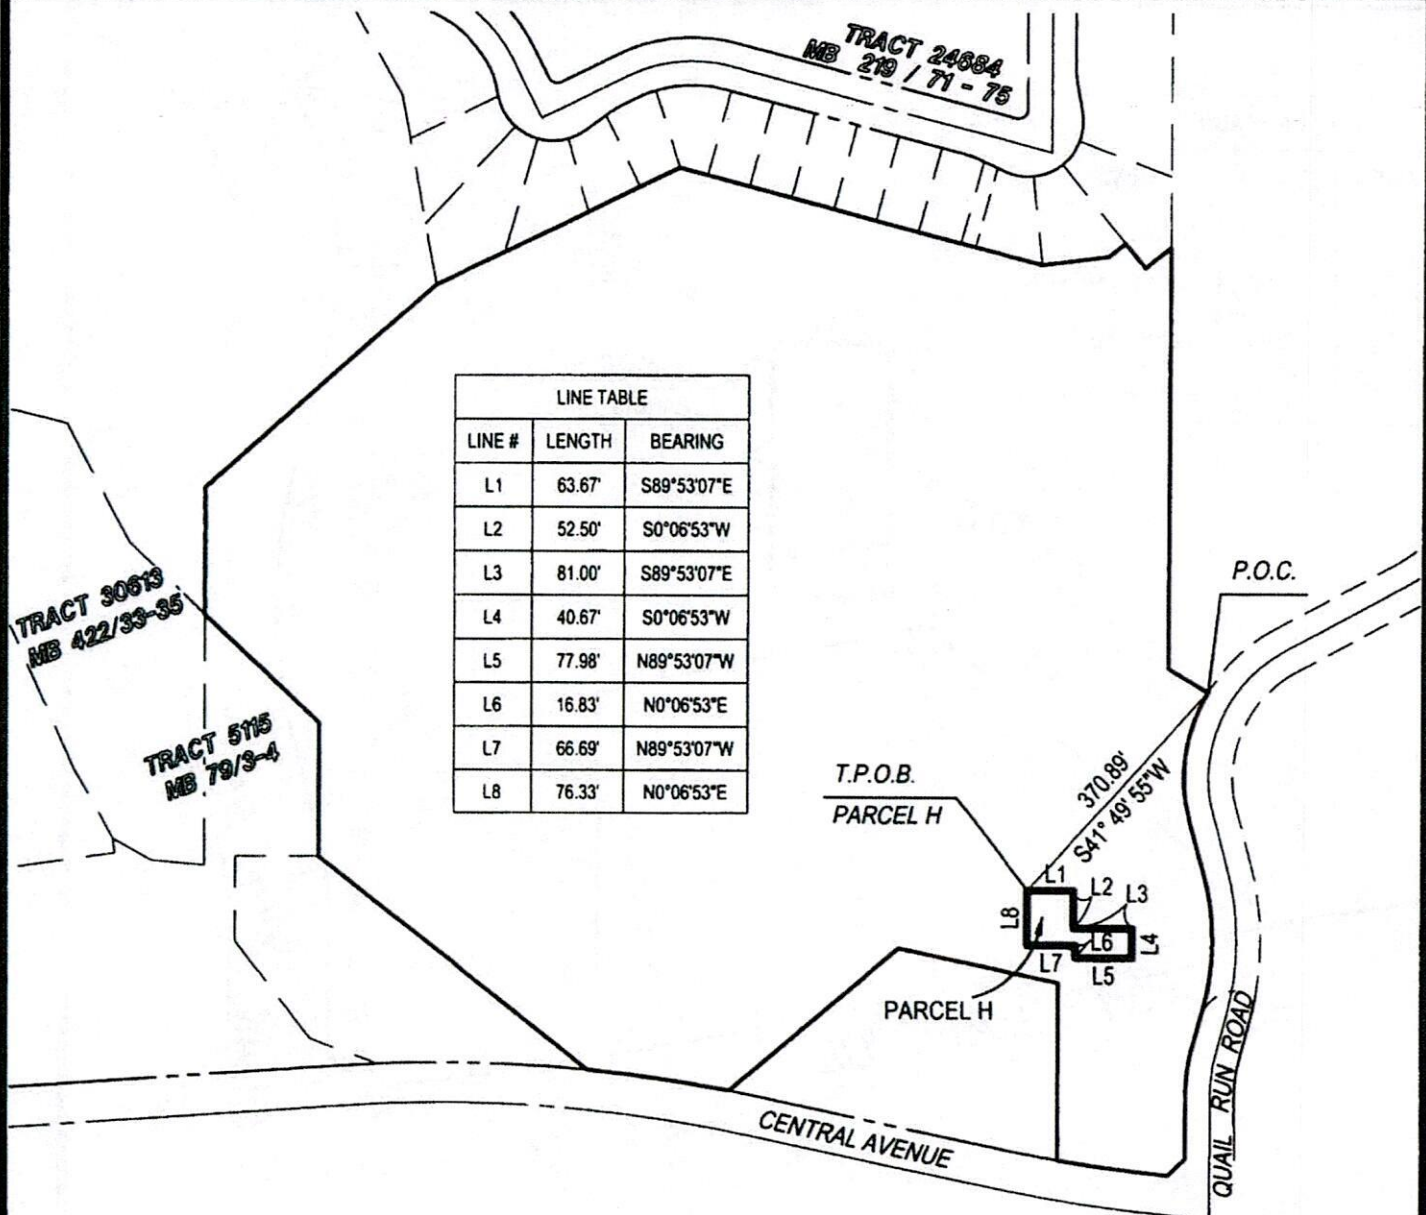 TRACT 24684
MB 219 / 71 - 75
LINE TABLE
LINE # LENGTH BEARING
L1 63.67' S89°53'07"E
L2 52.50' S0°06'53"W
L3 81.00' S89°53'07"E
L4 40.67' S0°06'53"W
L5 77.98' N89°53'07"W
L6 16.83' N0°06'53"E
L7 66.69' N89°53'07"W
L8 76.33' N0°06'53"E
TRACT 30613
MB 422/33-35
TRACT 5115
MB 79/3-4
P.O.C.
370.89'
S41° 49' 55"W
T.P.O.B.
PARCEL H
L1
L2
L3
L8
L6
L4
L7
L5
PARCEL H
CENTRAL AVENUE
QUAIL RUN ROAD